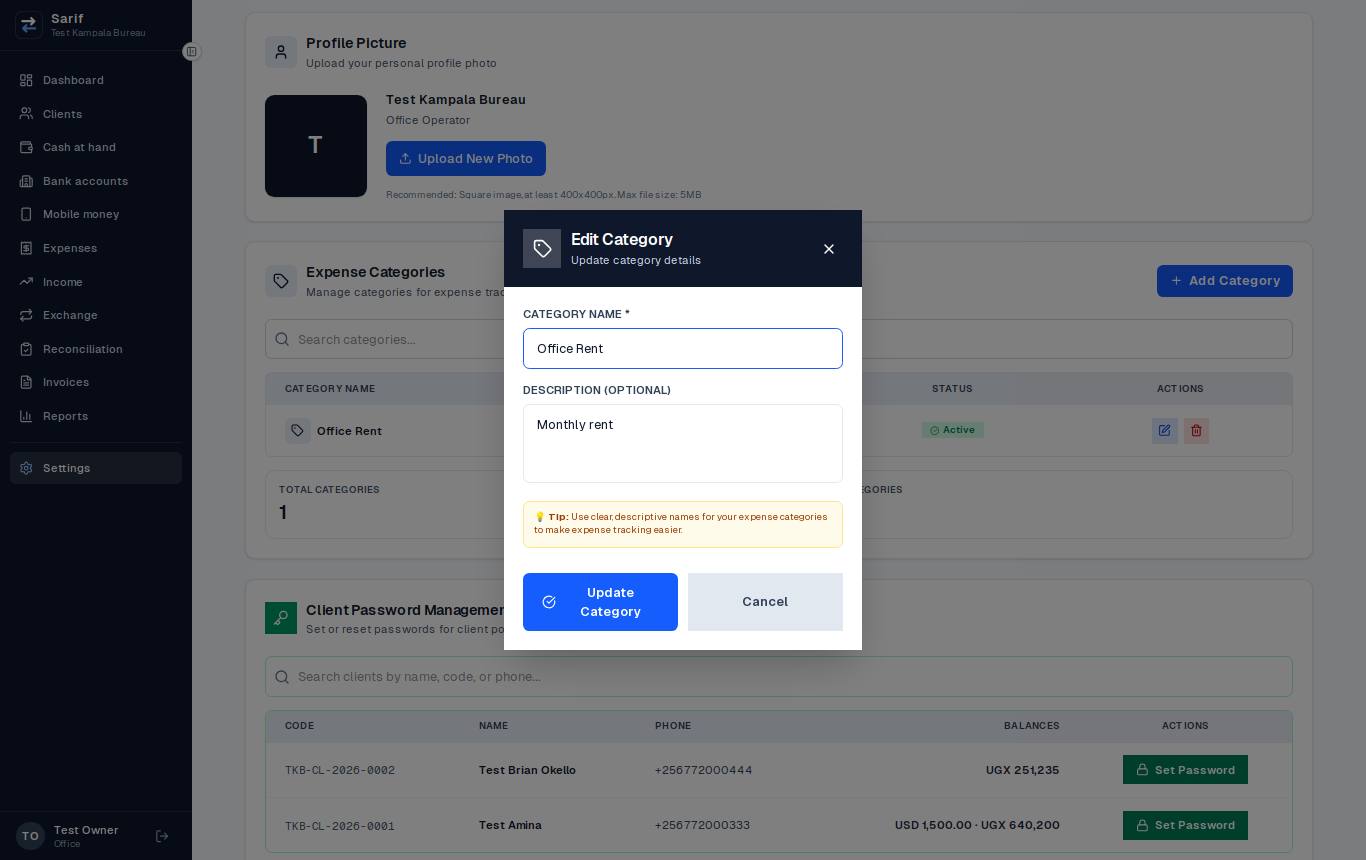 Sarif
Test Kampala Bureau
Dashboard
Clients
Cash at hand
Bank accounts
Mobile money
Expenses
Income
Exchange
Reconciliation
Invoices
Reports
Settings
TO
Test Owner
Office
Profile Picture
Upload your personal profile photo
T
Test Kampala Bureau
Office Operator
Upload New Photo
Recommended: Square image, at least 400x400px. Max file size: 5MB
Expense Categories
Manage categories for expense trac
Add Category
Search categories...
CATEGORY NAME STATUS ACTIONS
Office Rent Active
TOTAL CATEGORIES
EGORIES
1
Edit Category
Update category details
CATEGORY NAME *
Office Rent
DESCRIPTION (OPTIONAL)
Monthly rent
💡 Tip: Use clear, descriptive names for your expense categories
to make expense tracking easier.
Update
Category
Cancel
Client Password Managemen
Set or reset passwords for client po
Search clients by name, code, or phone...
CODE NAME PHONE BALANCES ACTIONS
TKB-CL-2026-0002 Test Brian Okello +256772000444 UGX 251,235 Set Password
TKB-CL-2026-0001 Test Amina +256772000333 USD 1,500.00 · UGX 640,200 Set Password